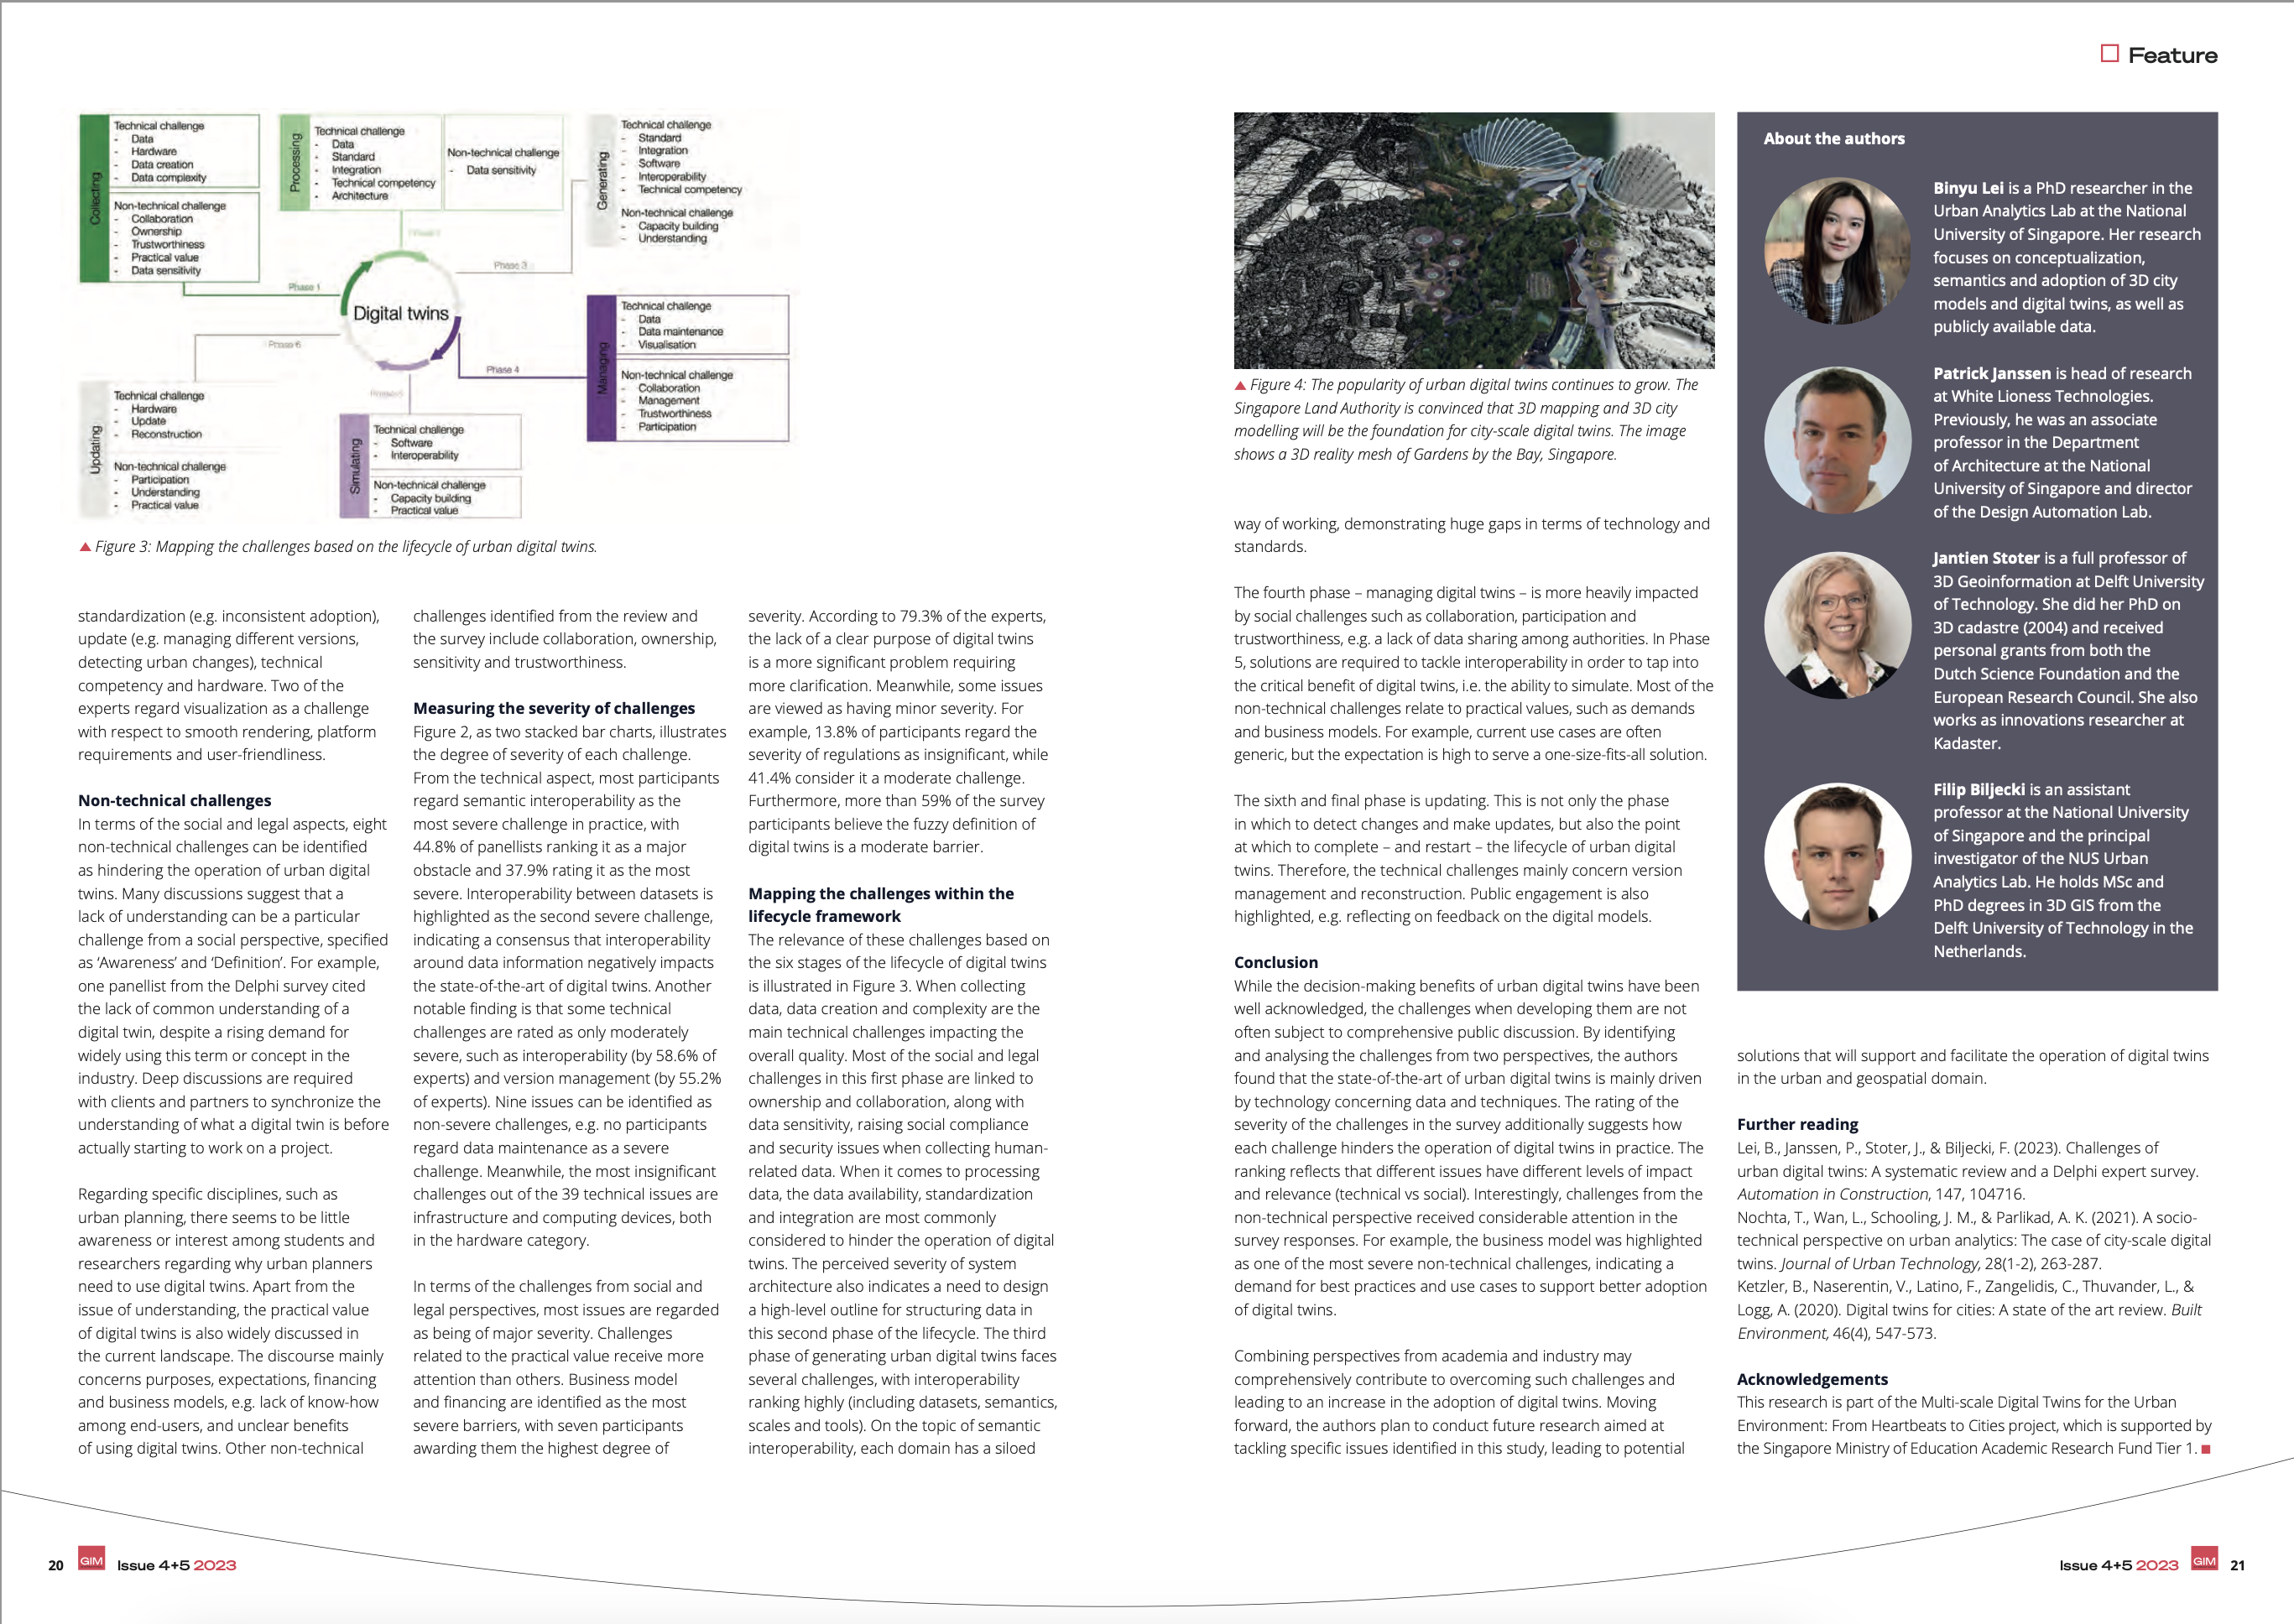 Feature
Collecting
Technical challenge
- Data
- Hardware
- Data creation
- Data complexity
Non-technical challenge
- Collaboration
- Ownership
- Trustworthiness
- Practical value
- Data sensitivity
Processing
Technical challenge
- Data
- Standard
- Integration
- Technical competency
- Architecture
Non-technical challenge
- Data sensitivity
Generating
Technical challenge
- Standard
- Integration
- Software
- Interoperability
- Technical competency
Non-technical challenge
- Capacity building
- Understanding
Phase 1
Phase 2
Phase 3
Digital twins
Phase 6
Phase 5
Phase 4
Managing
Technical challenge
- Data
- Data maintenance
- Visualisation
Non-technical challenge
- Collaboration
- Management
- Trustworthiness
- Participation
Updating
Technical challenge
- Hardware
- Update
- Reconstruction
Non-technical challenge
- Participation
- Understanding
- Practical value
Simulating
Technical challenge
- Software
- Interoperability
Non-technical challenge
- Capacity building
- Practical value
▲ Figure 3: Mapping the challenges based on the lifecycle of urban digital twins.
standardization (e.g. inconsistent adoption),
update (e.g. managing different versions,
detecting urban changes), technical
competency and hardware. Two of the
experts regard visualization as a challenge
with respect to smooth rendering, platform
requirements and user-friendliness.
Non-technical challenges
In terms of the social and legal aspects, eight
non-technical challenges can be identified
as hindering the operation of urban digital
twins. Many discussions suggest that a
lack of understanding can be a particular
challenge from a social perspective, specified
as ‘Awareness’ and ‘Definition’. For example,
one panellist from the Delphi survey cited
the lack of common understanding of a
digital twin, despite a rising demand for
widely using this term or concept in the
industry. Deep discussions are required
with clients and partners to synchronize the
understanding of what a digital twin is before
actually starting to work on a project.
Regarding specific disciplines, such as
urban planning, there seems to be little
awareness or interest among students and
researchers regarding why urban planners
need to use digital twins. Apart from the
issue of understanding, the practical value
of digital twins is also widely discussed in
the current landscape. The discourse mainly
concerns purposes, expectations, financing
and business models, e.g. lack of know-how
among end-users, and unclear benefits
of using digital twins. Other non-technical
challenges identified from the review and
the survey include collaboration, ownership,
sensitivity and trustworthiness.
Measuring the severity of challenges
Figure 2, as two stacked bar charts, illustrates
the degree of severity of each challenge.
From the technical aspect, most participants
regard semantic interoperability as the
most severe challenge in practice, with
44.8% of panellists ranking it as a major
obstacle and 37.9% rating it as the most
severe. Interoperability between datasets is
highlighted as the second severe challenge,
indicating a consensus that interoperability
around data information negatively impacts
the state-of-the-art of digital twins. Another
notable finding is that some technical
challenges are rated as only moderately
severe, such as interoperability (by 58.6% of
experts) and version management (by 55.2%
of experts). Nine issues can be identified as
non-severe challenges, e.g. no participants
regard data maintenance as a severe
challenge. Meanwhile, the most insignificant
challenges out of the 39 technical issues are
infrastructure and computing devices, both
in the hardware category.
In terms of the challenges from social and
legal perspectives, most issues are regarded
as being of major severity. Challenges
related to the practical value receive more
attention than others. Business model
and financing are identified as the most
severe barriers, with seven participants
awarding them the highest degree of
severity. According to 79.3% of the experts,
the lack of a clear purpose of digital twins
is a more significant problem requiring
more clarification. Meanwhile, some issues
are viewed as having minor severity. For
example, 13.8% of participants regard the
severity of regulations as insignificant, while
41.4% consider it a moderate challenge.
Furthermore, more than 59% of the survey
participants believe the fuzzy definition of
digital twins is a moderate barrier.
Mapping the challenges within the
lifecycle framework
The relevance of these challenges based on
the six stages of the lifecycle of digital twins
is illustrated in Figure 3. When collecting
data, data creation and complexity are the
main technical challenges impacting the
overall quality. Most of the social and legal
challenges in this first phase are linked to
ownership and collaboration, along with
data sensitivity, raising social compliance
and security issues when collecting human-
related data. When it comes to processing
data, the data availability, standardization
and integration are most commonly
considered to hinder the operation of digital
twins. The perceived severity of system
architecture also indicates a need to design
a high-level outline for structuring data in
this second phase of the lifecycle. The third
phase of generating urban digital twins faces
several challenges, with interoperability
ranking highly (including datasets, semantics,
scales and tools). On the topic of semantic
interoperability, each domain has a siloed
▲ Figure 4: The popularity of urban digital twins continues to grow. The
Singapore Land Authority is convinced that 3D mapping and 3D city
modelling will be the foundation for city-scale digital twins. The image
shows a 3D reality mesh of Gardens by the Bay, Singapore.
way of working, demonstrating huge gaps in terms of technology and
standards.
The fourth phase – managing digital twins – is more heavily impacted
by social challenges such as collaboration, participation and
trustworthiness, e.g. a lack of data sharing among authorities. In Phase
5, solutions are required to tackle interoperability in order to tap into
the critical benefit of digital twins, i.e. the ability to simulate. Most of the
non-technical challenges relate to practical values, such as demands
and business models. For example, current use cases are often
generic, but the expectation is high to serve a one-size-fits-all solution.
The sixth and final phase is updating. This is not only the phase
in which to detect changes and make updates, but also the point
at which to complete – and restart – the lifecycle of urban digital
twins. Therefore, the technical challenges mainly concern version
management and reconstruction. Public engagement is also
highlighted, e.g. reflecting on feedback on the digital models.
Conclusion
While the decision-making benefits of urban digital twins have been
well acknowledged, the challenges when developing them are not
often subject to comprehensive public discussion. By identifying
and analysing the challenges from two perspectives, the authors
found that the state-of-the-art of urban digital twins is mainly driven
by technology concerning data and techniques. The rating of the
severity of the challenges in the survey additionally suggests how
each challenge hinders the operation of digital twins in practice. The
ranking reflects that different issues have different levels of impact
and relevance (technical vs social). Interestingly, challenges from the
non-technical perspective received considerable attention in the
survey responses. For example, the business model was highlighted
as one of the most severe non-technical challenges, indicating a
demand for best practices and use cases to support better adoption
of digital twins.
Combining perspectives from academia and industry may
comprehensively contribute to overcoming such challenges and
leading to an increase in the adoption of digital twins. Moving
forward, the authors plan to conduct future research aimed at
tackling specific issues identified in this study, leading to potential
About the authors
Binyu Lei is a PhD researcher in the
Urban Analytics Lab at the National
University of Singapore. Her research
focuses on conceptualization,
semantics and adoption of 3D city
models and digital twins, as well as
publicly available data.
Patrick Janssen is head of research
at White Lioness Technologies.
Previously, he was an associate
professor in the Department
of Architecture at the National
University of Singapore and director
of the Design Automation Lab.
Jantien Stoter is a full professor of
3D Geoinformation at Delft University
of Technology. She did her PhD on
3D cadastre (2004) and received
personal grants from both the
Dutch Science Foundation and the
European Research Council. She also
works as innovations researcher at
Kadaster.
Filip Biljecki is an assistant
professor at the National University
of Singapore and the principal
investigator of the NUS Urban
Analytics Lab. He holds MSc and
PhD degrees in 3D GIS from the
Delft University of Technology in the
Netherlands.
solutions that will support and facilitate the operation of digital twins
in the urban and geospatial domain.
Further reading
Lei, B., Janssen, P., Stoter, J., & Biljecki, F. (2023). Challenges of
urban digital twins: A systematic review and a Delphi expert survey.
Automation in Construction, 147, 104716.
Nochta, T., Wan, L., Schooling, J. M., & Parlikad, A. K. (2021). A socio-
technical perspective on urban analytics: The case of city-scale digital
twins. Journal of Urban Technology, 28(1-2), 263-287.
Ketzler, B., Naserentin, V., Latino, F., Zangelidis, C., Thuvander, L., &
Logg, A. (2020). Digital twins for cities: A state of the art review. Built
Environment, 46(4), 547-573.
Acknowledgements
This research is part of the Multi-scale Digital Twins for the Urban
Environment: From Heartbeats to Cities project, which is supported by
the Singapore Ministry of Education Academic Research Fund Tier 1.
20 GIM Issue 4+5 2023
Issue 4+5 2023 GIM 21